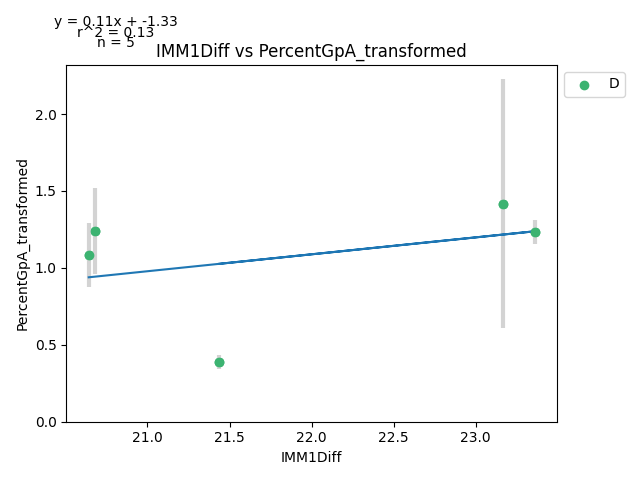 y = 0.11x + -1.33
r^2 = 0.13
n = 5
IMM1Diff vs PercentGpA_transformed
D
PercentGpA_transformed
2.0
1.5
1.0
0.5
0.0
21.0 21.5 22.0 22.5 23.0
IMM1Diff